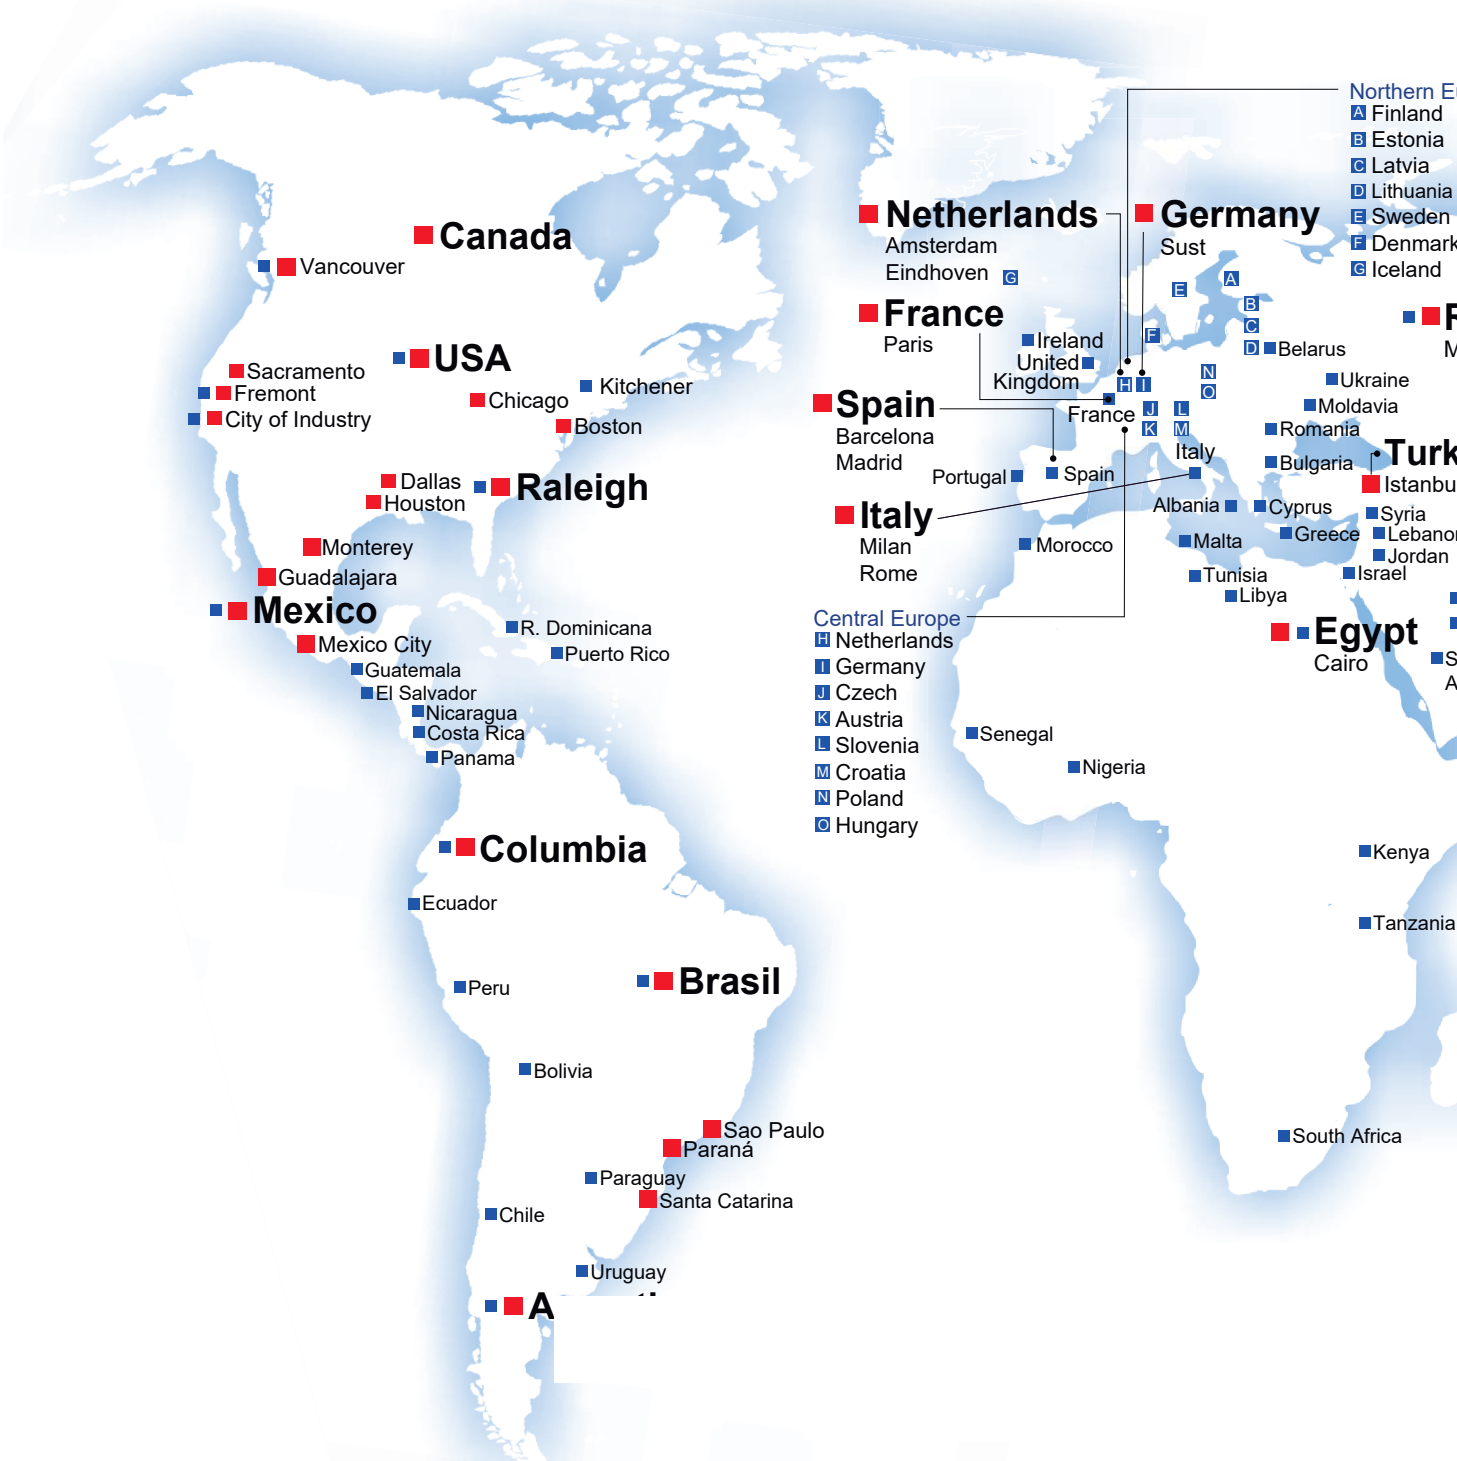 Canada
Vancouver
USA
Sacramento
Fremont
City of Industry
Chicago
Kitchener
Boston
Dallas
Houston
Raleigh
Monterey
Guadalajara
Mexico
Mexico City
R. Dominicana
Puerto Rico
Guatemala
El Salvador
Nicaragua
Costa Rica
Panama
Columbia
Ecuador
Peru
Brasil
Bolivia
Sao Paulo
Paraná
Paraguay
Santa Catarina
Chile
Uruguay
Netherlands
Amsterdam
Eindhoven
Germany
Sust
France
Paris
Spain
Barcelona
Madrid
Italy
Milan
Rome
Northern
A Finland
B Estonia
C Latvia
D Lithuania
E Sweden
F Denmark
G Iceland
G
E
A
B
C
D
F
N
O
H I
J L
K M
Ireland
United
Kingdom
France
Belarus
Ukraine
Moldavia
Romania
Bulgaria
Italy
Portugal
Spain
Albania
Cyprus
Greece
Malta
Morocco
Tunisia
Libya
Syria
Jordan
Israel
Central Europe
H Netherlands
I Germany
J Czech
K Austria
L Slovenia
M Croatia
N Poland
O Hungary
Egypt
Cairo
Senegal
Nigeria
Kenya
Tanzania
South Africa